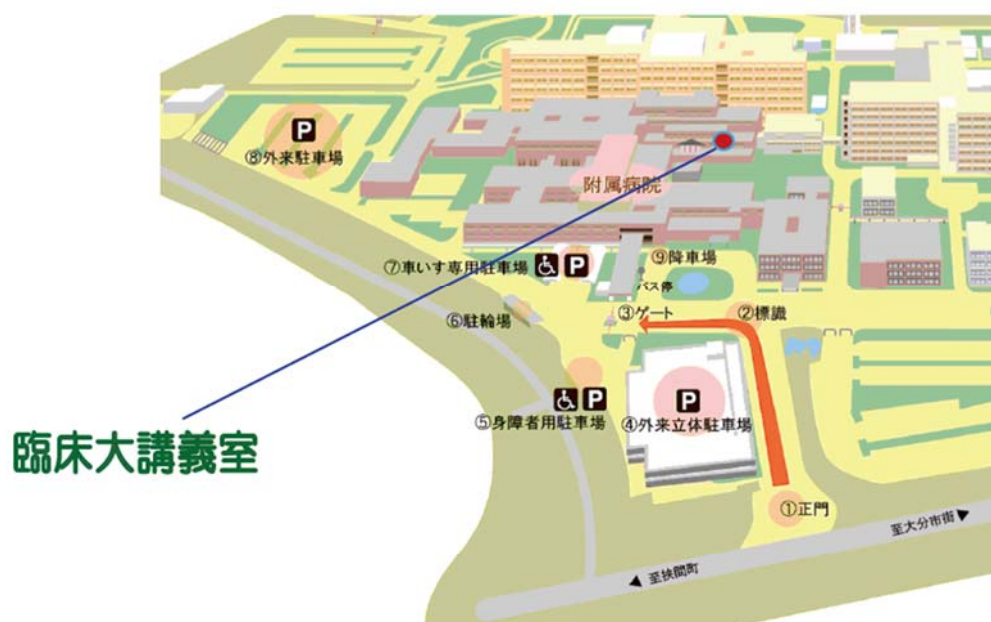 P
⑧外来駐車場
附属病院
⑦車いす専用駐車場 P
⑨降車場
バス停
⑥駐輪場
③ゲート
②標識
P
⑤身障者用駐車場
P
④外来立体駐車場
臨床大講義室
①正門
至大分市街 ▶
◀ 至挾間町